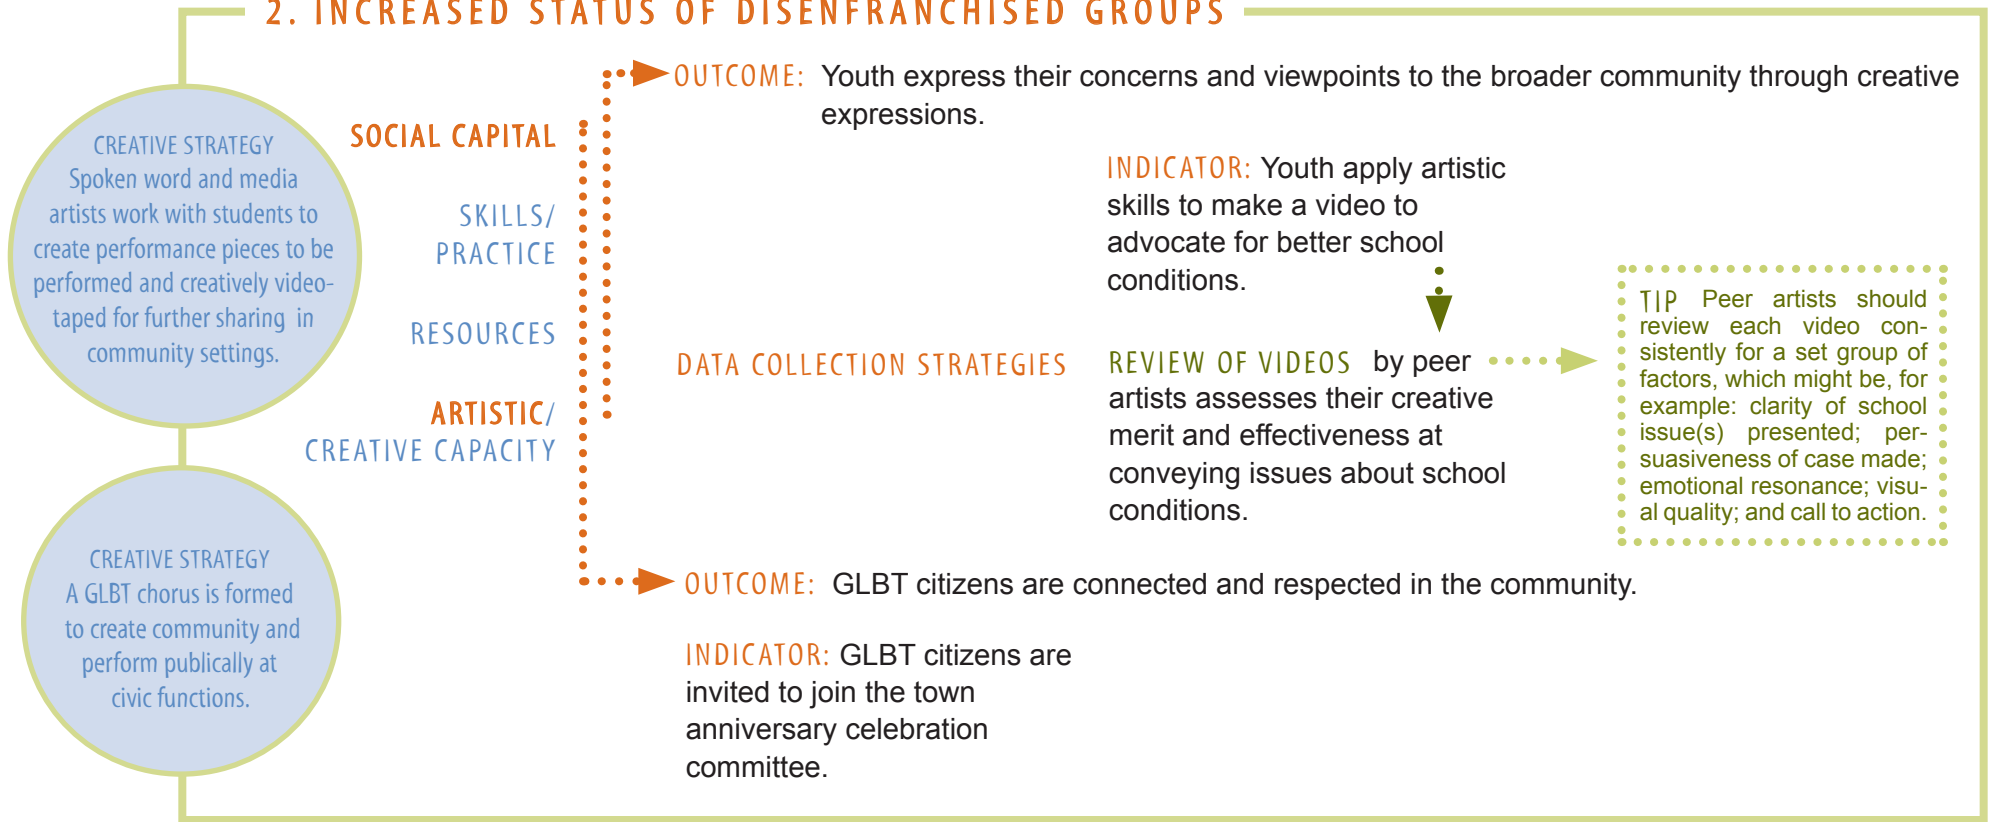 2. INCREASED STATUS OF DISENFRANCHISED GROUPS
CREATIVE STRATEGY
Spoken word and media
artists work with students to
create performance pieces to be
performed and creatively video-
taped for further sharing in
community settings.
CREATIVE STRATEGY
A GLBT chorus is formed
to create community and
perform publically at
civic functions.
SOCIAL CAPITAL
SKILLS/
PRACTICE
RESOURCES
ARTISTIC/
CREATIVE CAPACITY
OUTCOME: Youth express their concerns and viewpoints to the broader community through creative
expressions.
INDICATOR: Youth apply artistic
skills to make a video to
advocate for better school
conditions.
DATA COLLECTION STRATEGIES
REVIEW OF VIDEOS by peer
artists assesses their creative
merit and effectiveness at
conveying issues about school
conditions.
TIP Peer artists should
review each video con-
sistently for a set group of
factors, which might be, for
example: clarity of school
issue(s) presented; per-
suasiveness of case made;
emotional resonance; visu-
al quality; and call to action.
OUTCOME: GLBT citizens are connected and respected in the community.
INDICATOR: GLBT citizens are
invited to join the town
anniversary celebration
committee.